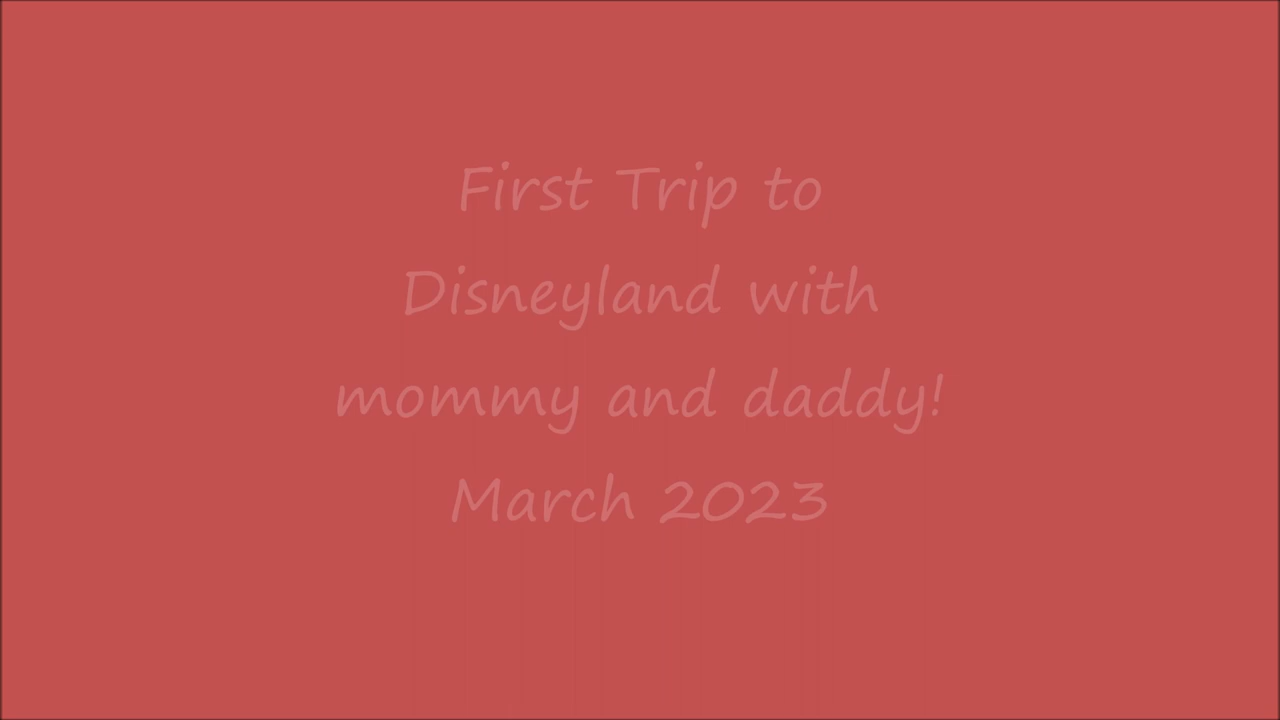 First Trip to
Disneyland with
mommy and daddy!
March 2023